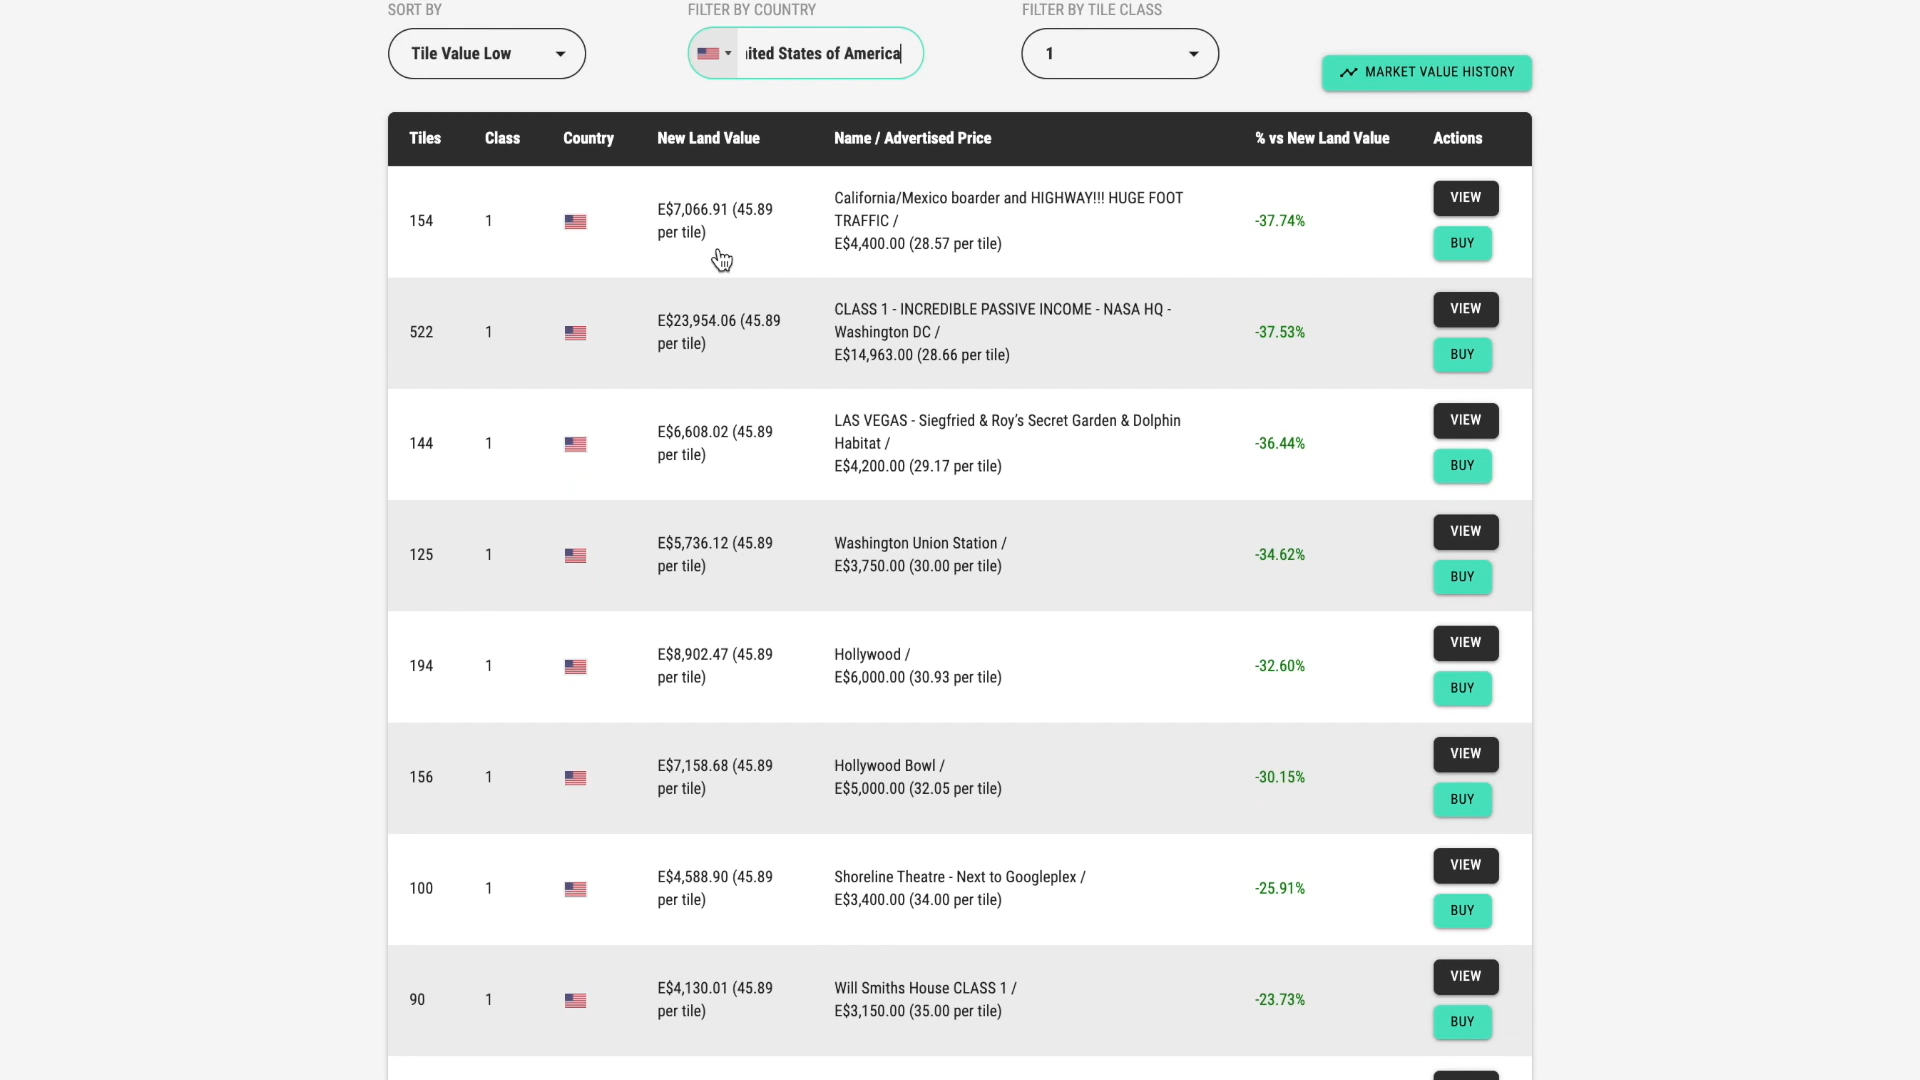 SORT BY
FILTER BY COUNTRY
FILTER BY TILE CLASS
Tile Value Low
ited States of America
1
MARKET VALUE HISTORY
Tiles
Class
Country
New Land Value
Name / Advertised Price
% vs New Land Value
Actions
154
1
E$7,066.91 (45.89
per tile)
California/Mexico boarder and HIGHWAY!!! HUGE FOOT
TRAFFIC /
E$4,400.00 (28.57 per tile)
-37.74%
VIEW
BUY
522
1
E$23,954.06 (45.89
per tile)
CLASS 1 - INCREDIBLE PASSIVE INCOME - NASA HQ -
Washington DC /
E$14,963.00 (28.66 per tile)
-37.53%
VIEW
BUY
144
1
E$6,608.02 (45.89
per tile)
LAS VEGAS - Siegfried & Roy's Secret Garden & Dolphin
Habitat /
E$4,200.00 (29.17 per tile)
-36.44%
VIEW
BUY
125
1
E$5,736.12 (45.89
per tile)
Washington Union Station /
E$3,750.00 (30.00 per tile)
-34.62%
VIEW
BUY
194
1
E$8,902.47 (45.89
per tile)
Hollywood /
E$6,000.00 (30.93 per tile)
-32.60%
VIEW
BUY
156
1
E$7,158.68 (45.89
per tile)
Hollywood Bowl /
E$5,000.00 (32.05 per tile)
-30.15%
VIEW
BUY
100
1
E$4,588.90 (45.89
per tile)
Shoreline Theatre - Next to Googleplex /
E$3,400.00 (34.00 per tile)
-25.91%
VIEW
BUY
90
1
E$4,130.01 (45.89
per tile)
Will Smiths House CLASS 1 /
E$3,150.00 (35.00 per tile)
-23.73%
VIEW
BUY